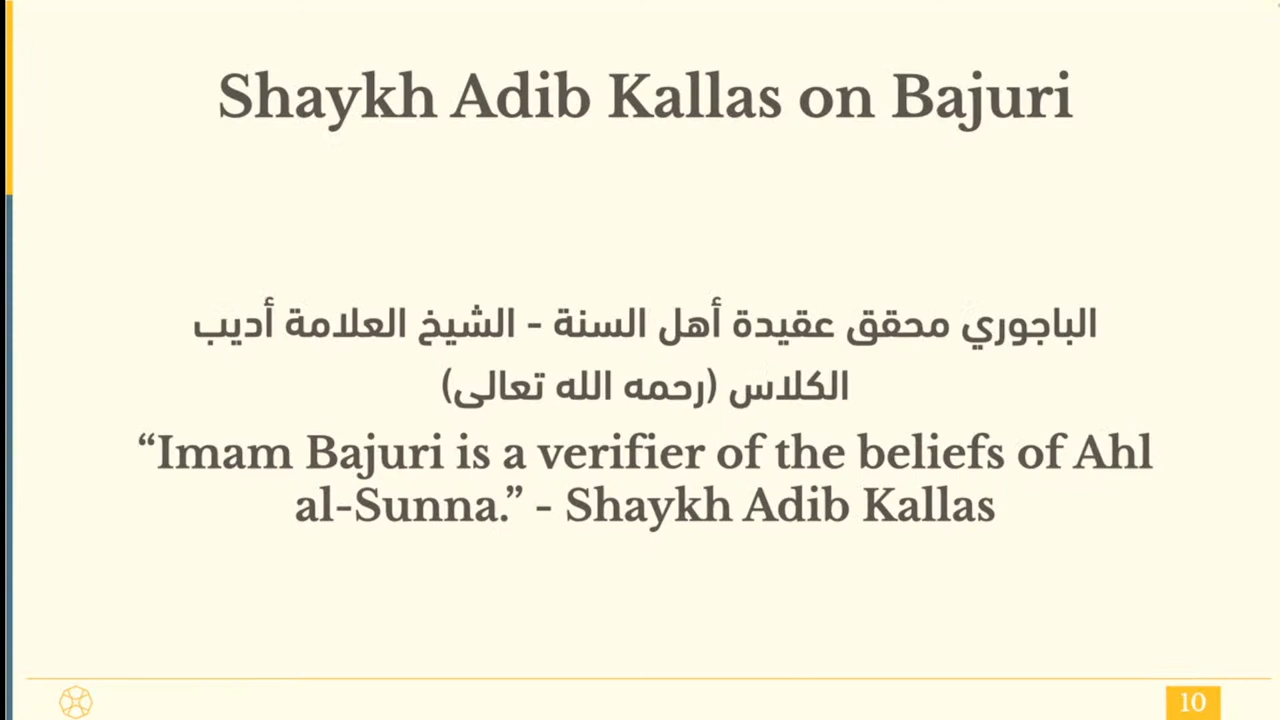 Shaykh Adib Kallas on Bajuri
الباجوري محقق عقيدة أهل السنة - الشيخ العلامة أديب
الكلاس (رحمه الله تعالى)
“Imam Bajuri is a verifier of the beliefs of Ahl
al-Sunna.” - Shaykh Adib Kallas
10